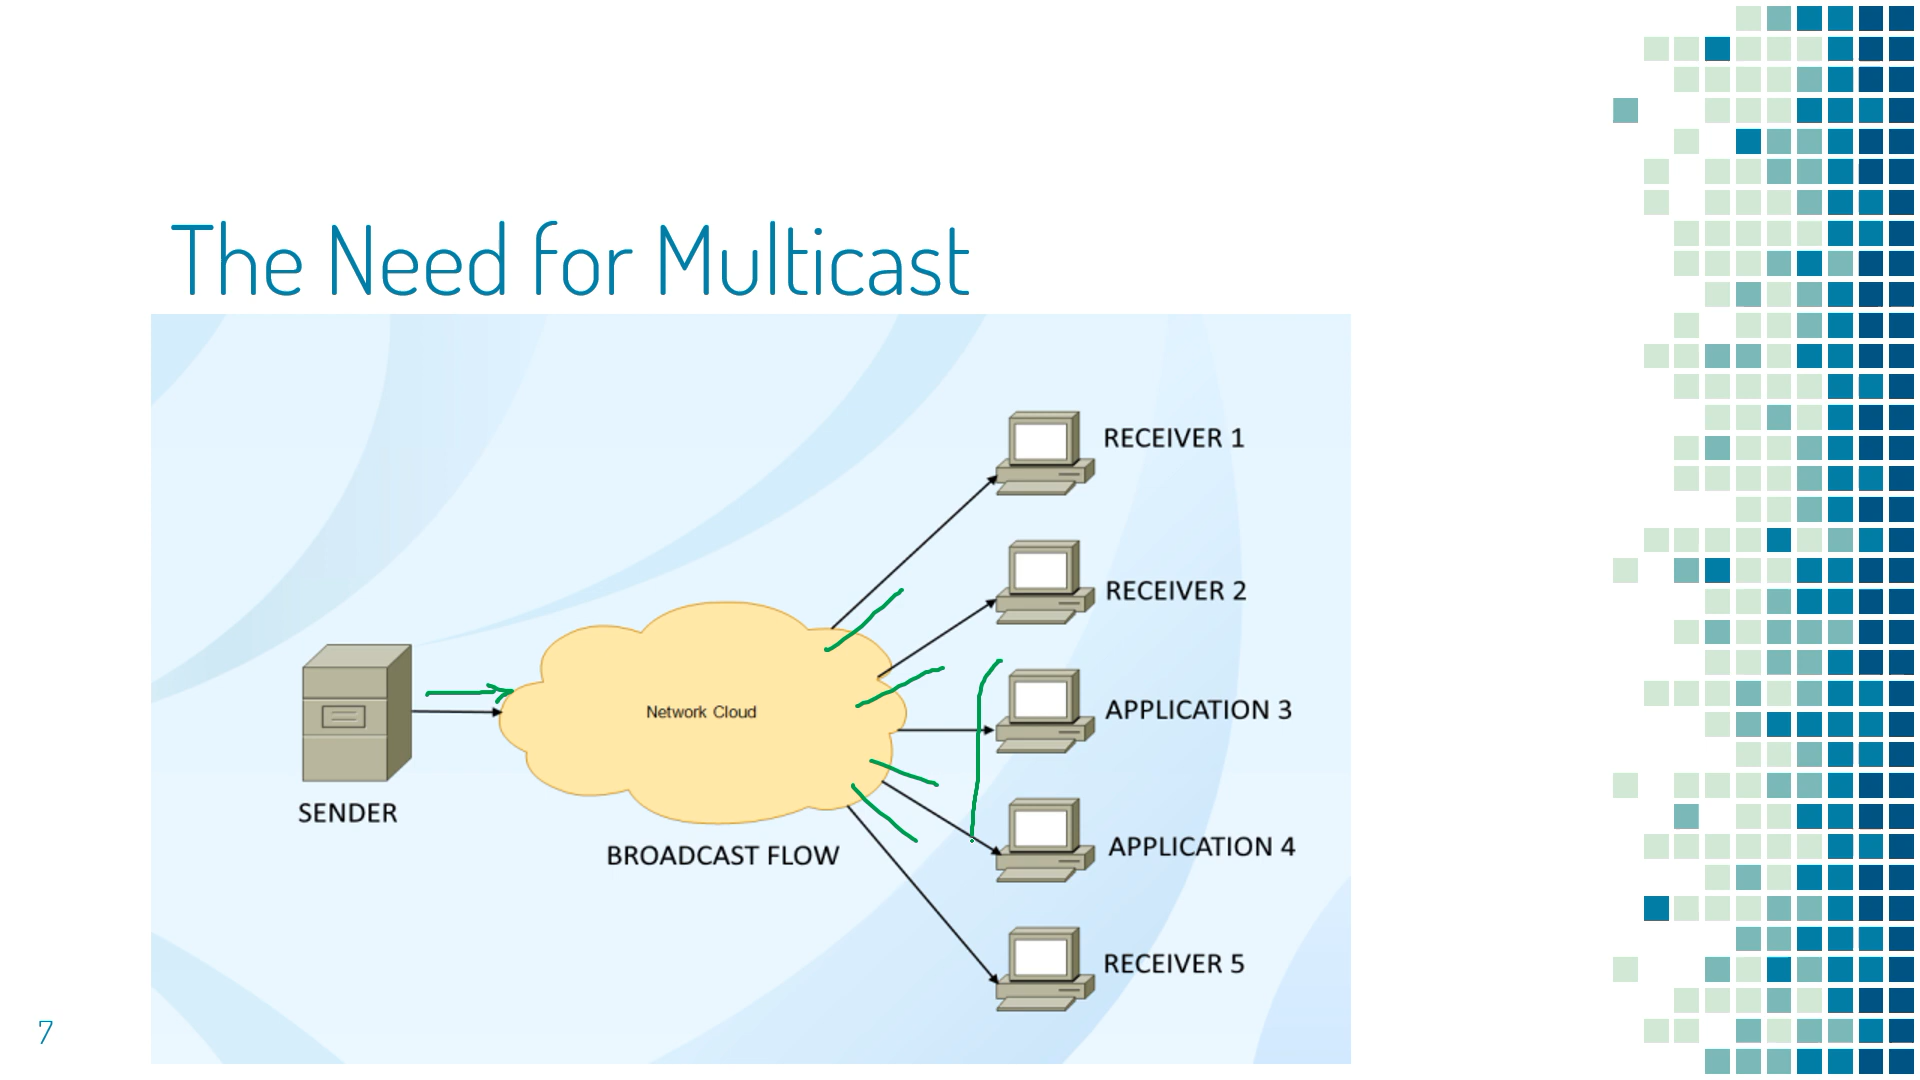 The Need for Multicast
RECEIVER 1
RECEIVER 2
Network Cloud
APPLICATION 3
SENDER
BROADCAST FLOW
APPLICATION 4
RECEIVER 5
7